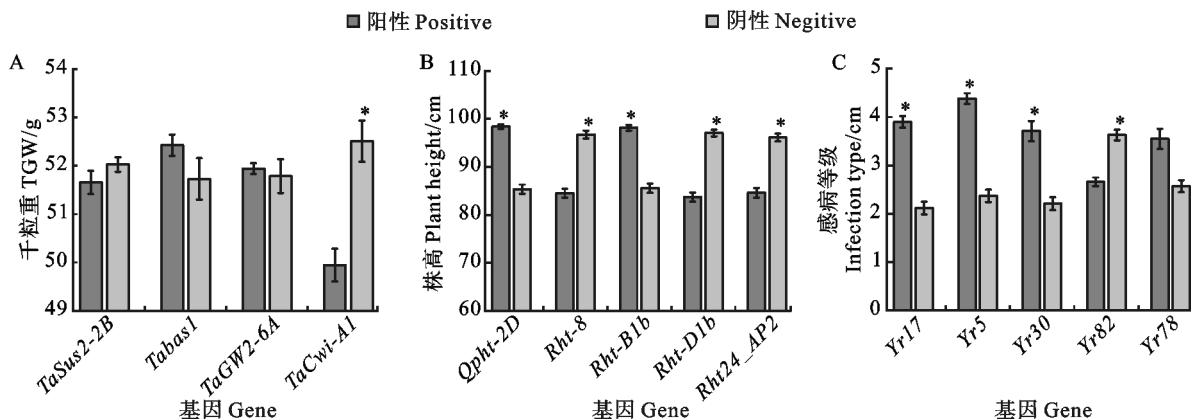 阳性 Positive
阴性 Negitive
A
千粒重 TGW/g
54
53
52
51
50
49
*
TaSus2-2B
Tabas1
TaGW2-6A
TaCwi-A1
基因 Gene
B
株高 Plant height/cm
110
100
90
80
70
60
*
*
*
*
*
Qpht-2D
Rht-8
Rht-B1b
Rht-D1b
Rht24_AP2
基因 Gene
C
感病等级
Infection type/cm
5
4
3
2
1
0
*
*
*
*
Yr17
Yr5
Yr30
Yr82
Yr78
基因 Gene